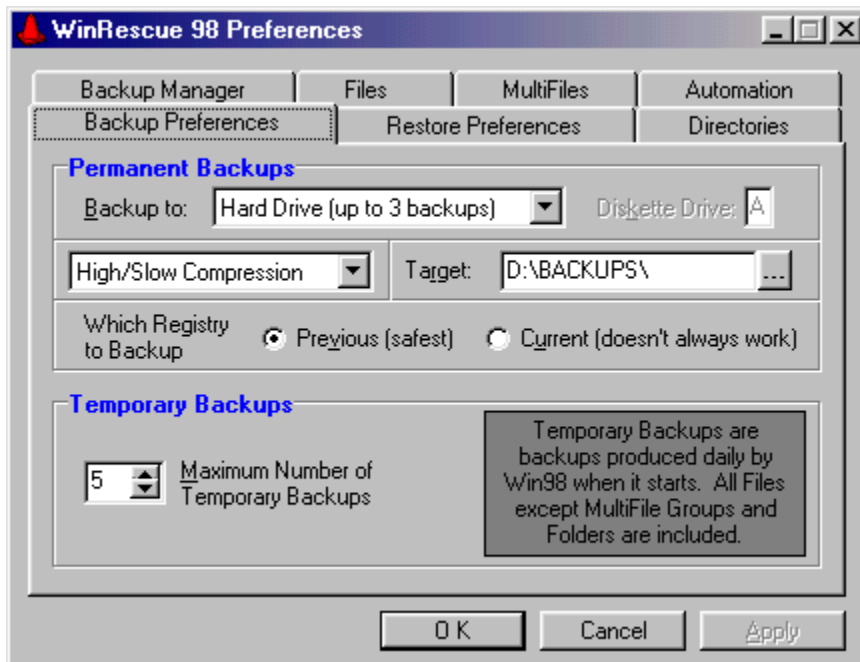 WinRescue 98 Preferences
Backup Manager
Files
MultiFiles
Automation
Backup Preferences
Restore Preferences
Directories
Permanent Backups
Backup to:
Hard Drive (up to 3 backups)
Diskette Drive:
A
High/Slow Compression
Target:
D:\BACKUPS\
...
Which Registry
to Backup
Previous (safest)
Current (doesn't always work)
Temporary Backups
5
Maximum Number of
Temporary Backups
Temporary Backups are
backups produced daily by
Win98 when it starts.  All Files
except MultiFile Groups and
Folders are included.
O K
Cancel
Apply